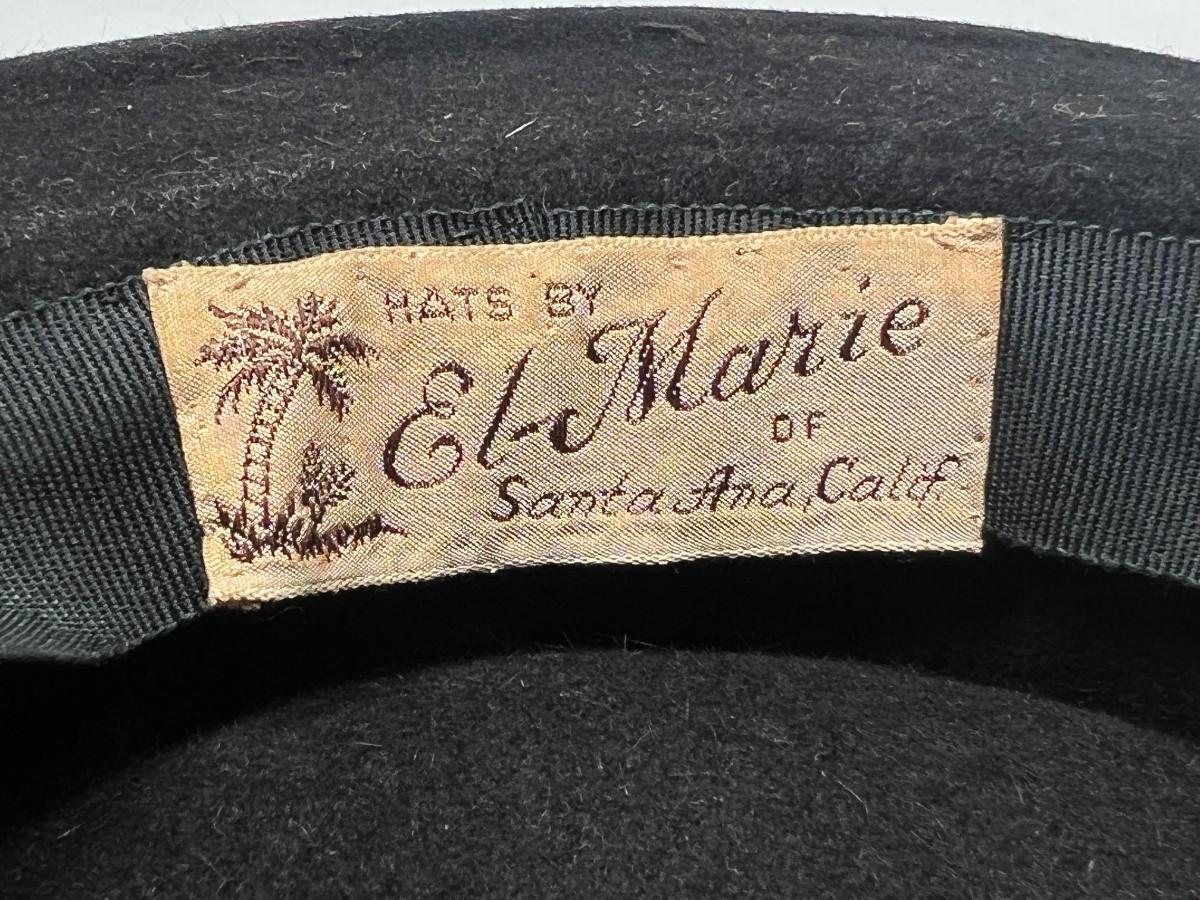 HATS BY
El-Marie
OF
Santa Ana, Calif.